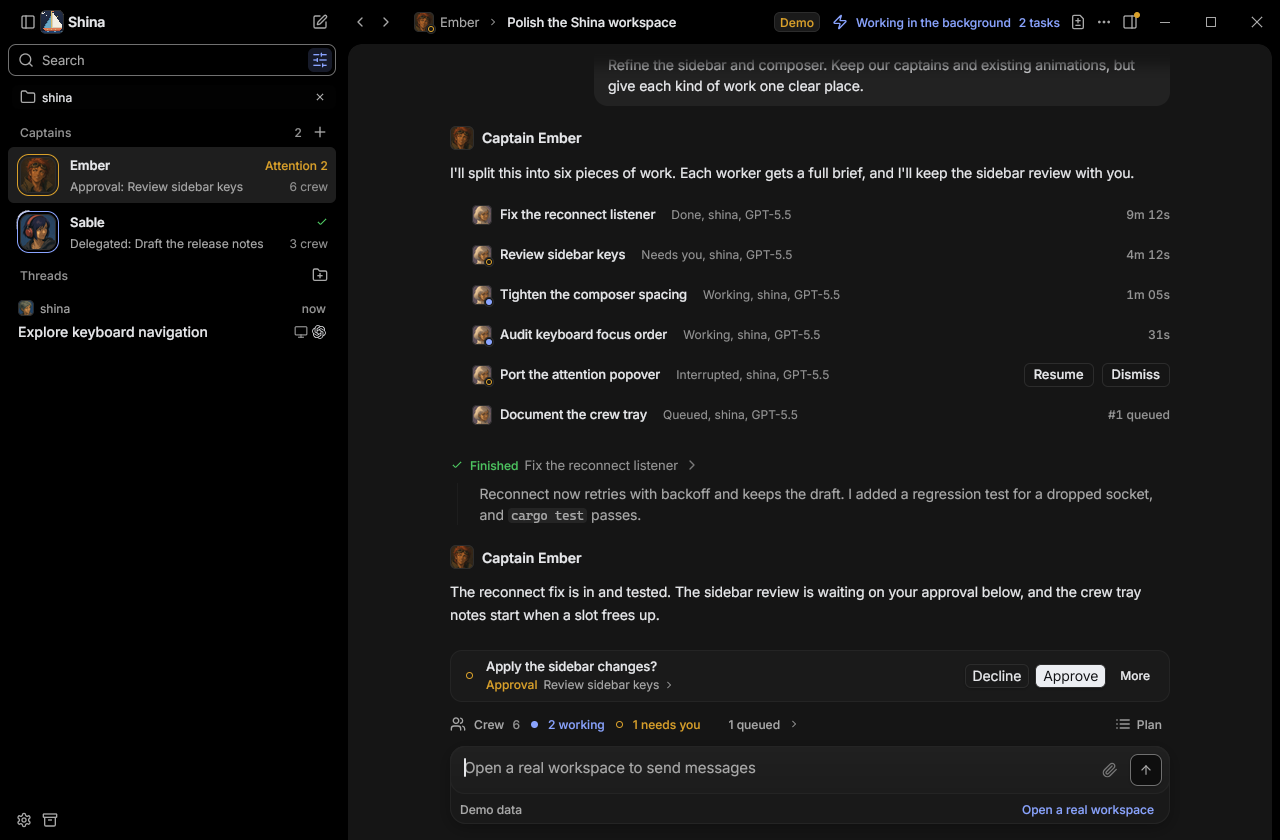 Shina
Search
shina
Captains 2
Ember Attention 2
Approval: Review sidebar keys 6 crew
Sable
Delegated: Draft the release notes 3 crew
Threads
shina now
Explore keyboard navigation
Ember Polish the Shina workspace Demo Working in the background 2 tasks
Refine the sidebar and composer. Keep our captains and existing animations, but
give each kind of work one clear place.
Captain Ember
I'll split this into six pieces of work. Each worker gets a full brief, and I'll keep the sidebar review with you.
Fix the reconnect listener Done, shina, GPT-5.5 9m 12s
Review sidebar keys Needs you, shina, GPT-5.5 4m 12s
Tighten the composer spacing Working, shina, GPT-5.5 1m 05s
Audit keyboard focus order Working, shina, GPT-5.5 31s
Port the attention popover Interrupted, shina, GPT-5.5 Resume Dismiss
Document the crew tray Queued, shina, GPT-5.5 #1 queued
Finished Fix the reconnect listener
Reconnect now retries with backoff and keeps the draft. I added a regression test for a dropped socket,
and cargo test passes.
Captain Ember
The reconnect fix is in and tested. The sidebar review is waiting on your approval below, and the crew tray
notes start when a slot frees up.
Apply the sidebar changes?
Approval Review sidebar keys
Decline Approve More
Crew 6 2 working 1 needs you 1 queued Plan
Open a real workspace to send messages
Demo data Open a real workspace